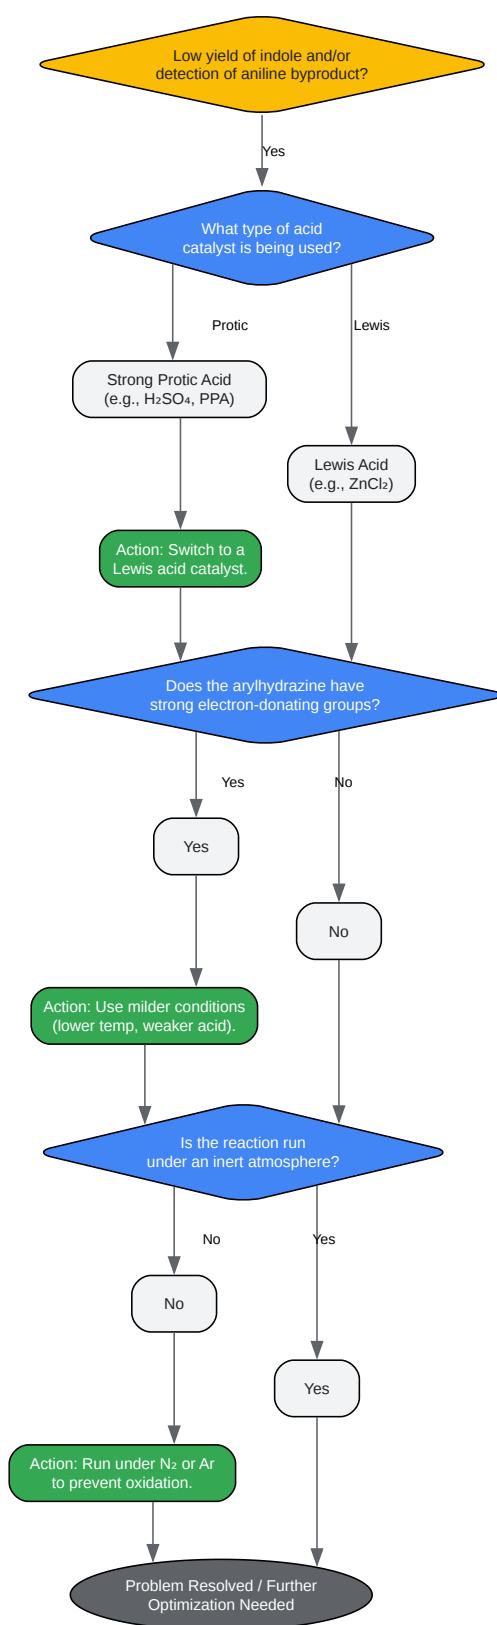 Low yield of indole and/or
detection of aniline byproduct?
Yes
What type of acid
catalyst is being used?
Protic
Lewis
Strong Protic Acid
(e.g., H₂SO₄, PPA)
Lewis Acid
(e.g., ZnCl₂)
Action: Switch to a
Lewis acid catalyst.
Does the arylhydrazine have
strong electron-donating groups?
Yes
No
Yes
No
Action: Use milder conditions
(lower temp, weaker acid).
Is the reaction run
under an inert atmosphere?
No
Yes
No
Yes
Action: Run under N₂ or Ar
to prevent oxidation.
Problem Resolved / Further
Optimization Needed